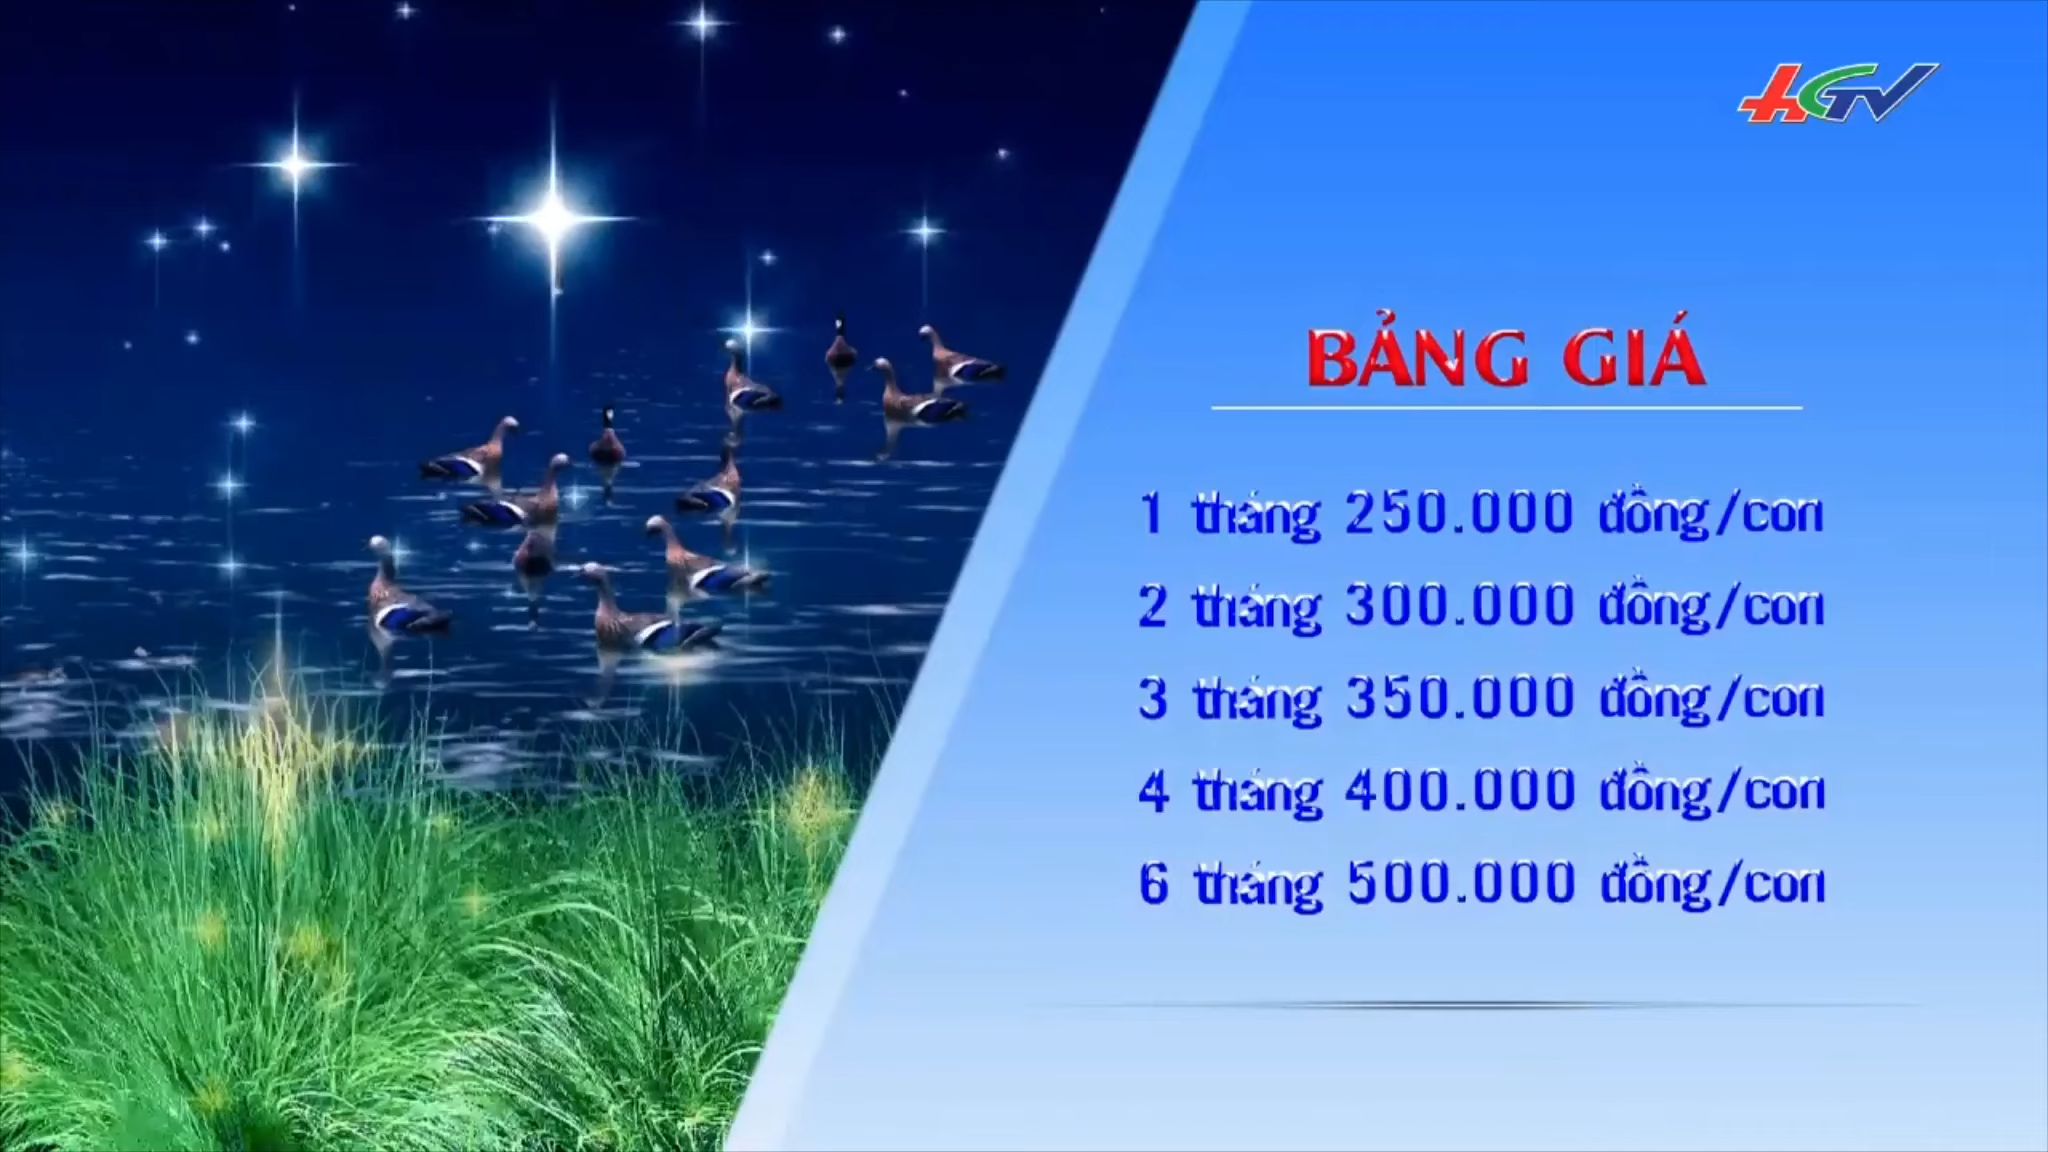 HGTV
BẢNG GIÁ
1 tháng 250.000 đồng/con
2 tháng 300.000 đồng/con
3 tháng 350.000 đồng/con
4 tháng 400.000 đồng/con
6 tháng 500.000 đồng/con